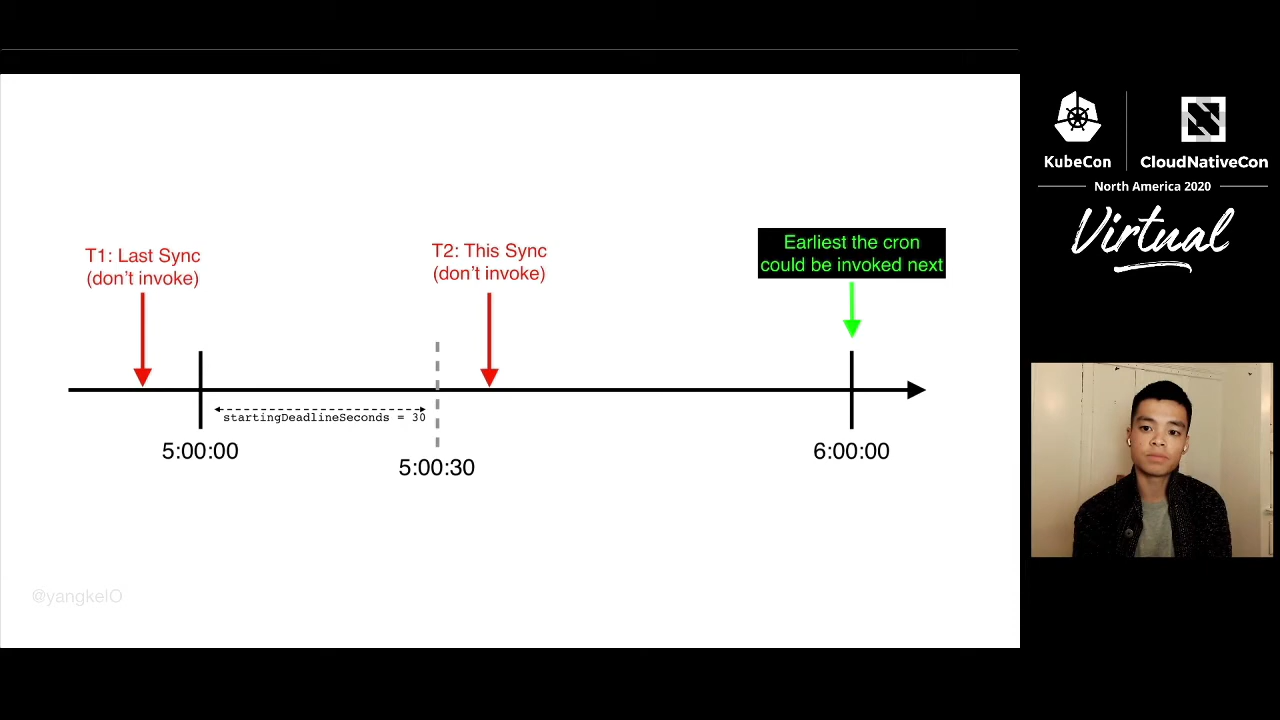 T1: Last Sync
(don't invoke)
T2: This Sync
(don't invoke)
Earliest the cron
could be invoked next
startingDeadlineSeconds = 30
5:00:00
5:00:30
6:00:00
@yangkeIO
KubeCon
CloudNativeCon
North America 2020
Virtual